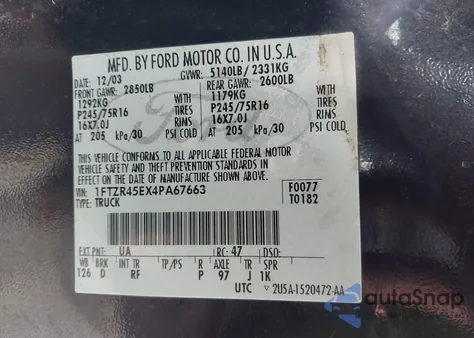 MFD. BY FORD MOTOR CO. IN U.S.A.
DATE: 12/03 GVWR: 5140LB/ 2331KG
FRONT GAWR: 2850LB REAR GAWR: 2600LB
1292KG WITH 1179KG WITH
P245/75R16 TIRES P245/75R16 TIRES
16X7.0J RIMS 16X7.0J RIMS
AT 205 kPa/30 PSI COLD AT 205 kPa/30 PSI COLD
THIS VEHICLE CONFORMS TO ALL APPLICABLE FEDERAL MOTOR
VEHICLE SAFETY AND THEFT PREVENTION STANDARDS IN
EFFECT ON THE DATE OF MANUFACTURE SHOWN ABOVE.
VIN: 1FTZR45EX4PA67663 F0077
TYPE: TRUCK T0182
EXT PNT: UA RC: 47 DSO:
WB BRK INT TR TP/PS R AXLE TR SPR
126 D RF P 97 J 1K
UTC 2U5A-1520472-AA
Ford
autoSnap